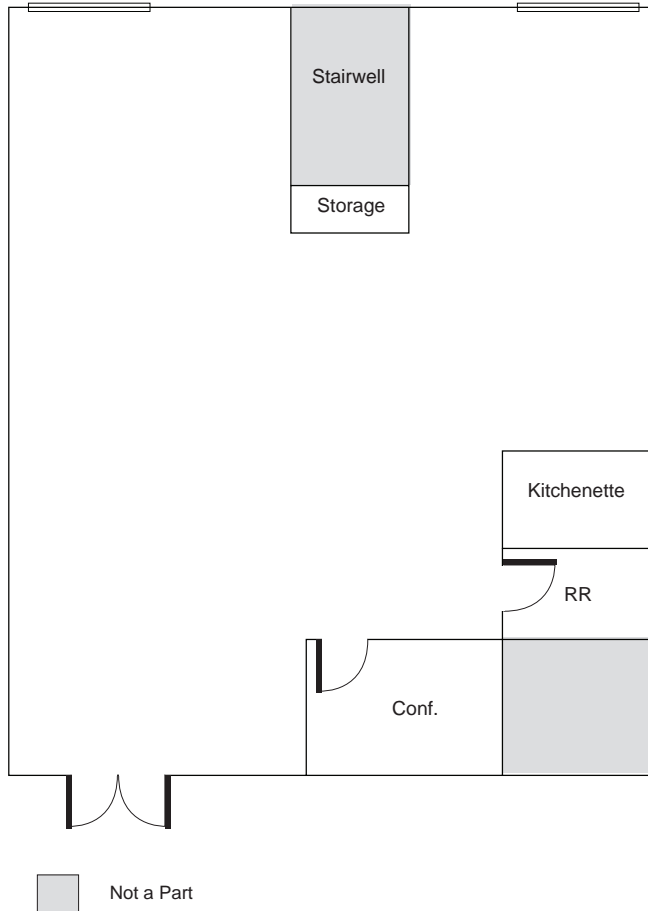 Stairwell
Storage
Kitchenette
RR
Conf.
Not a Part